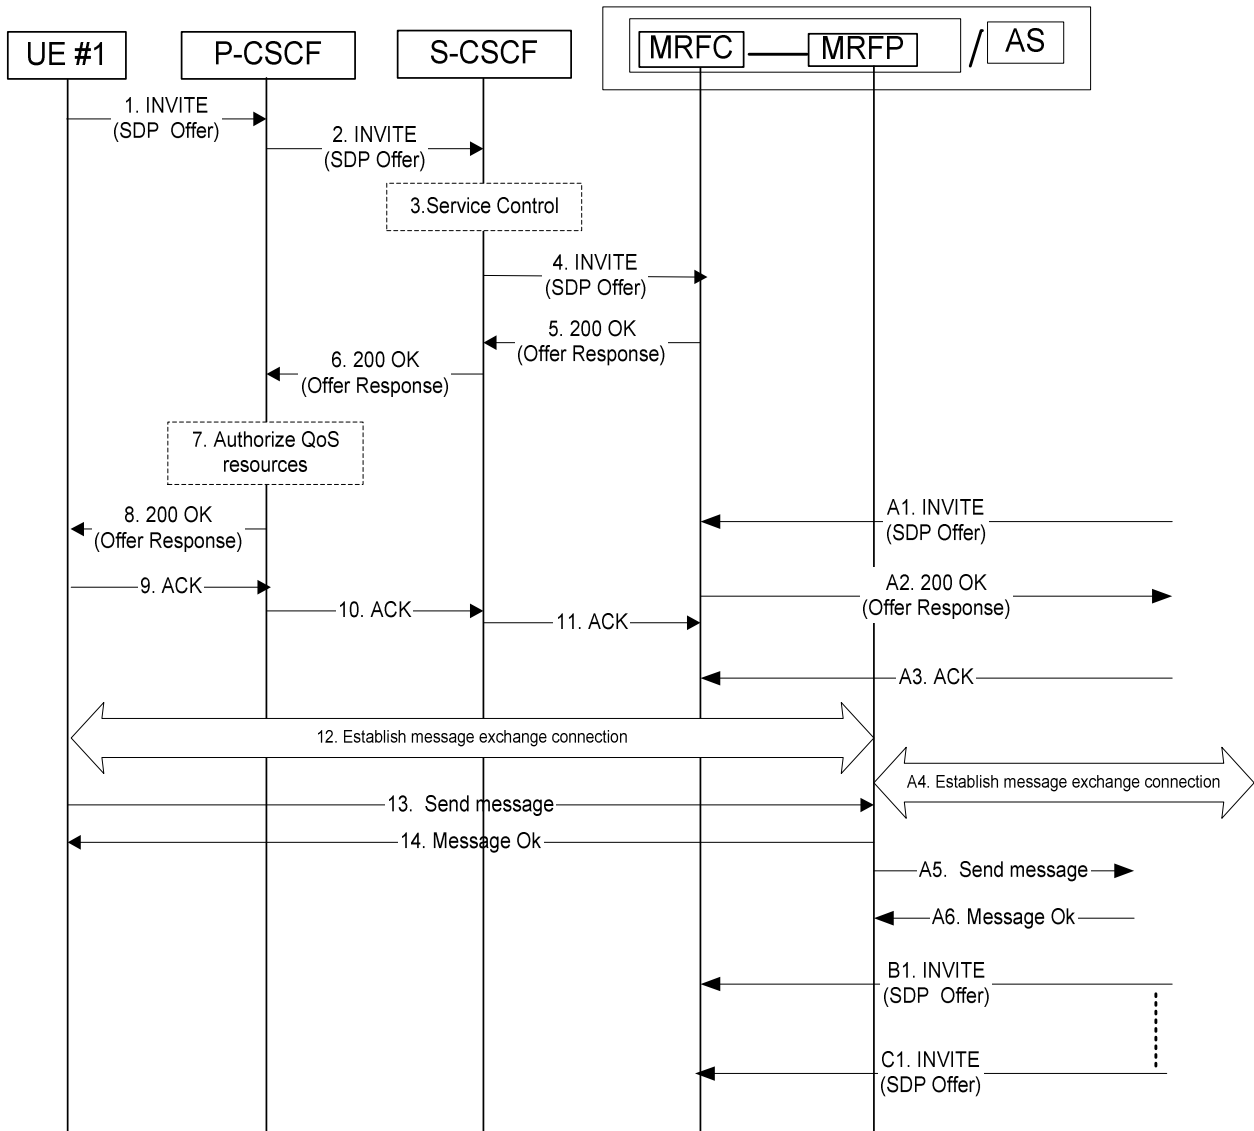 UE #1
P-CSCF
S-CSCF
MRFC
MRFP
/
AS
1. INVITE
(SDP Offer)
2. INVITE
(SDP Offer)
3.Service Control
4. INVITE
(SDP Offer)
5. 200 OK
(Offer Response)
6. 200 OK
(Offer Response)
7. Authorize QoS
resources
8. 200 OK
(Offer Response)
A1. INVITE
(SDP Offer)
9. ACK
A2. 200 OK
(Offer Response)
10. ACK
11. ACK
A3. ACK
12. Establish message exchange connection
A4. Establish message exchange connection
13. Send message
14. Message Ok
A5. Send message
A6. Message Ok
B1. INVITE
(SDP Offer)
C1. INVITE
(SDP Offer)